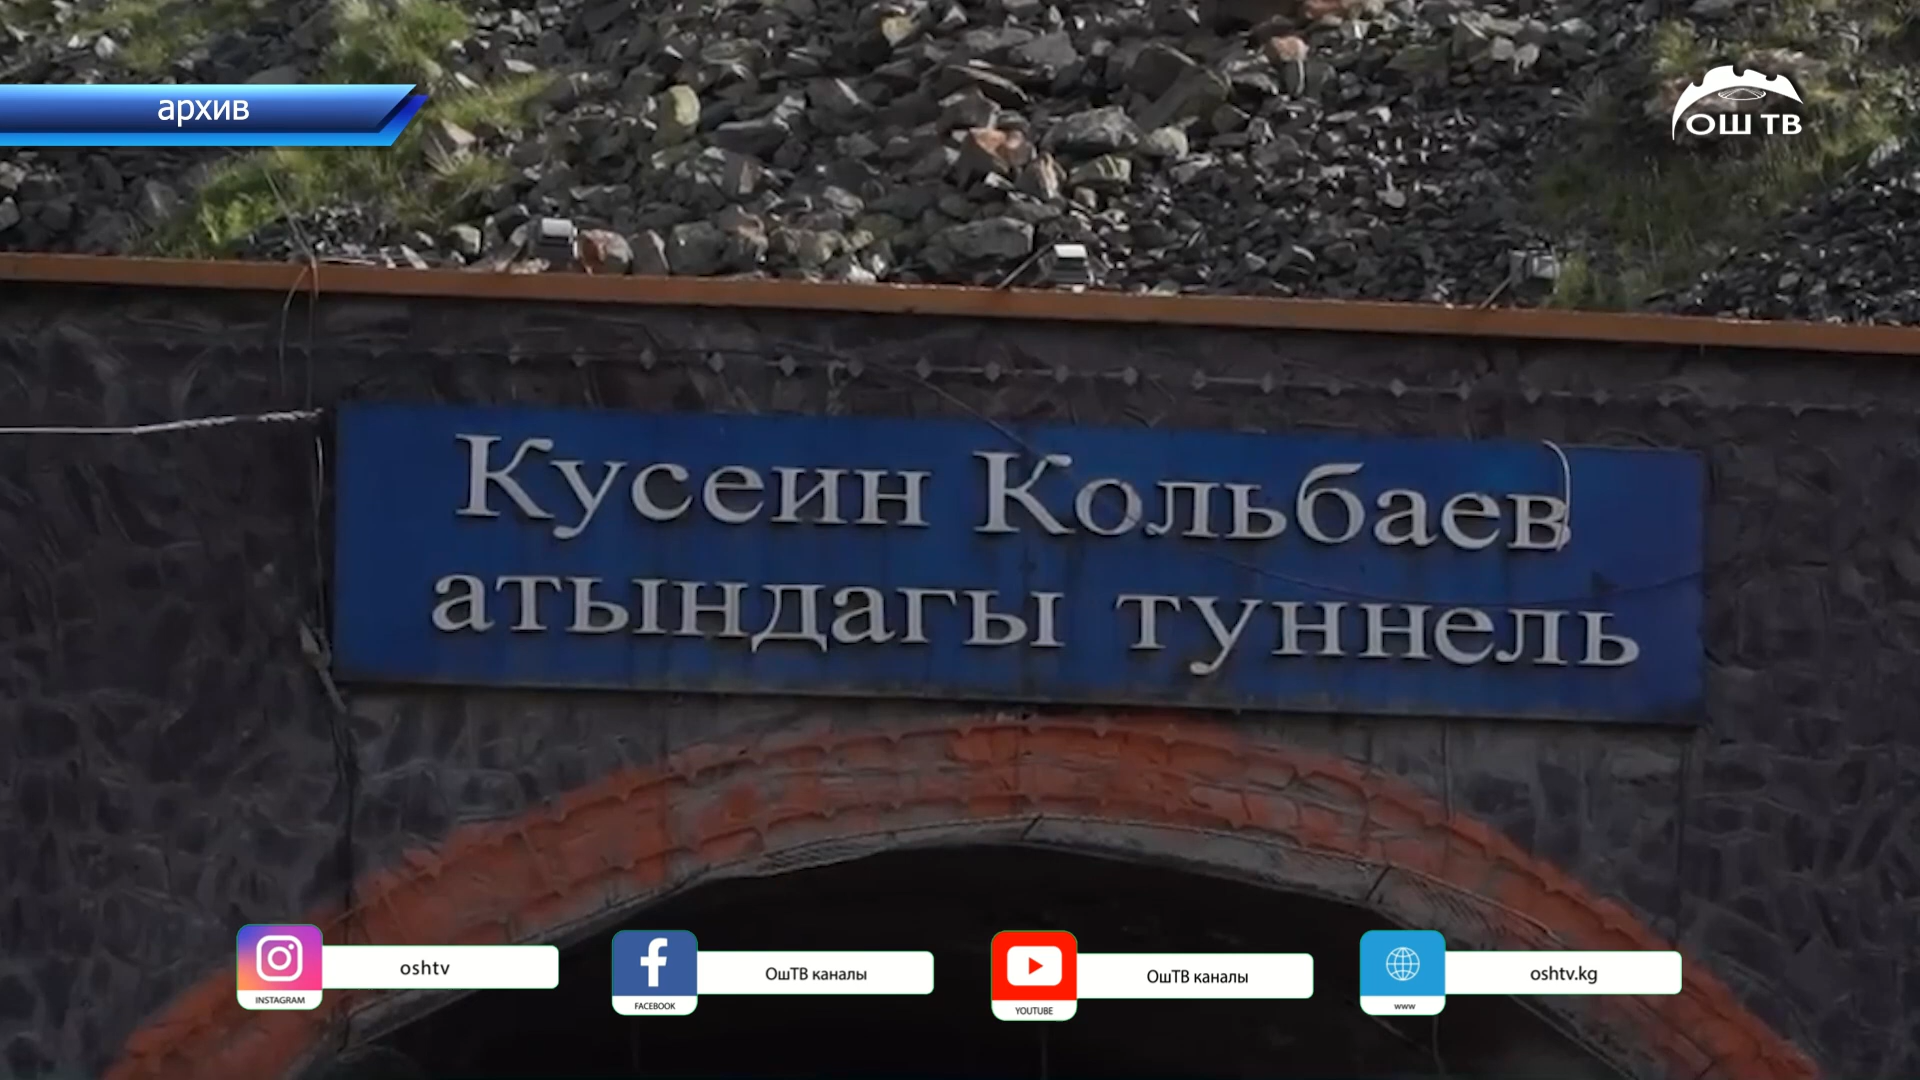 архив
ОШ ТВ
Кусеин Кольбаев
атындагы туннель
oshtv
INSTAGRAM
ОшТВ каналы
FACEBOOK
ОшТВ каналы
YOUTUBE
oshtv.kg
www